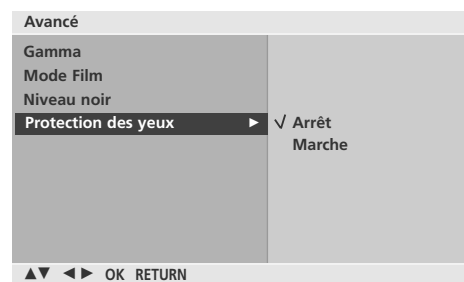 Avancé
Gamma
Mode Film
Niveau noir
Protection des yeux ► √ Arrêt
Marche
▲▼ ◄► OK RETURN